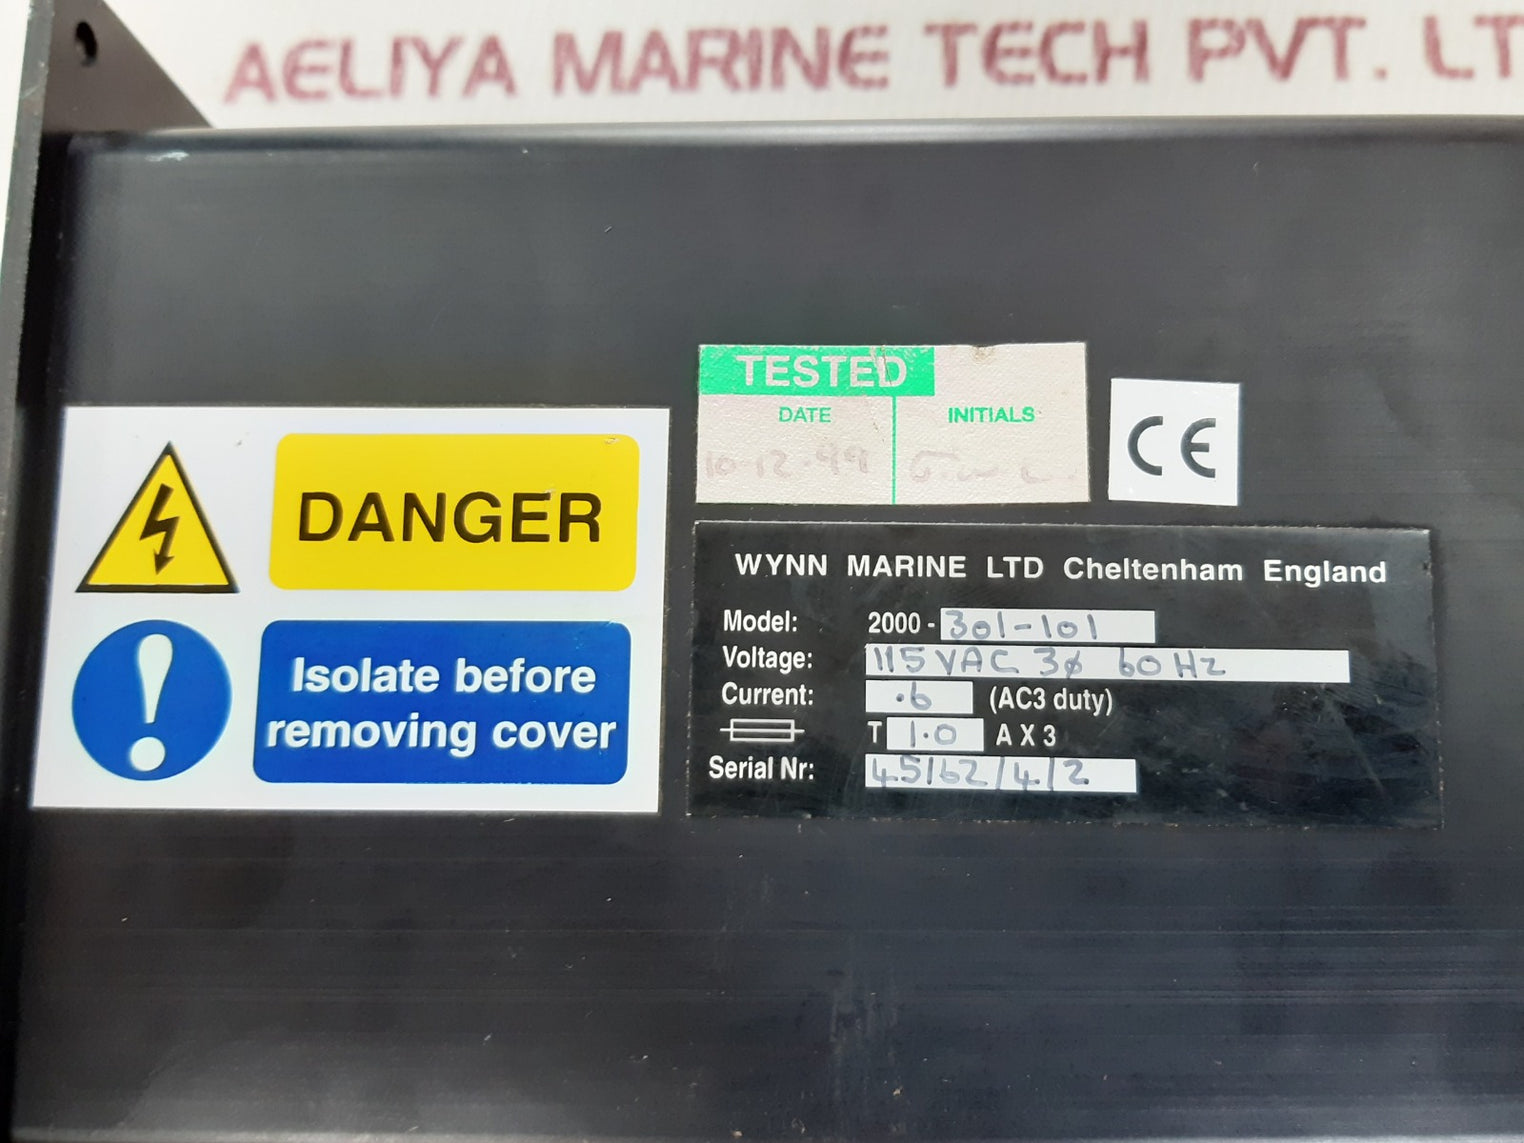 AELIYA MARINE TECH PVT. LT
TESTED
DATE INITIALS
10-12-99
CE
DANGER
Isolate before
removing cover
WYNN MARINE LTD Cheltenham England
Model: 2000 - 301-101
Voltage: 115 VAC 3ø 60 Hz
Current: .6 (AC3 duty)
T 1.0 A X 3
Serial Nr: 45162/4/2